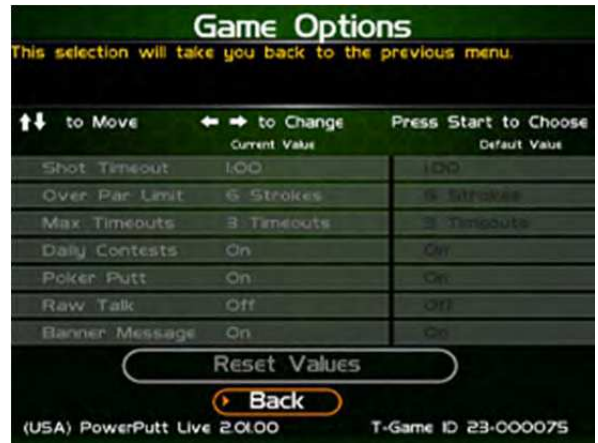 Game Options
This selection will take you back to the previous menu.
to Move to Change Press Start to Choose
Current Value Default Value
Shot Timeout 1:00 1:00
Over Par Limit 6 Strokes 6 Strokes
Max Timeouts 3 Timeouts 3 Timeouts
Daily Contests On On
Poker Putt On On
Raw Talk Off Off
Banner Message On On
Reset Values
Back
(USA) PowerPutt Live 2.01.00 T-Game ID 23-000075